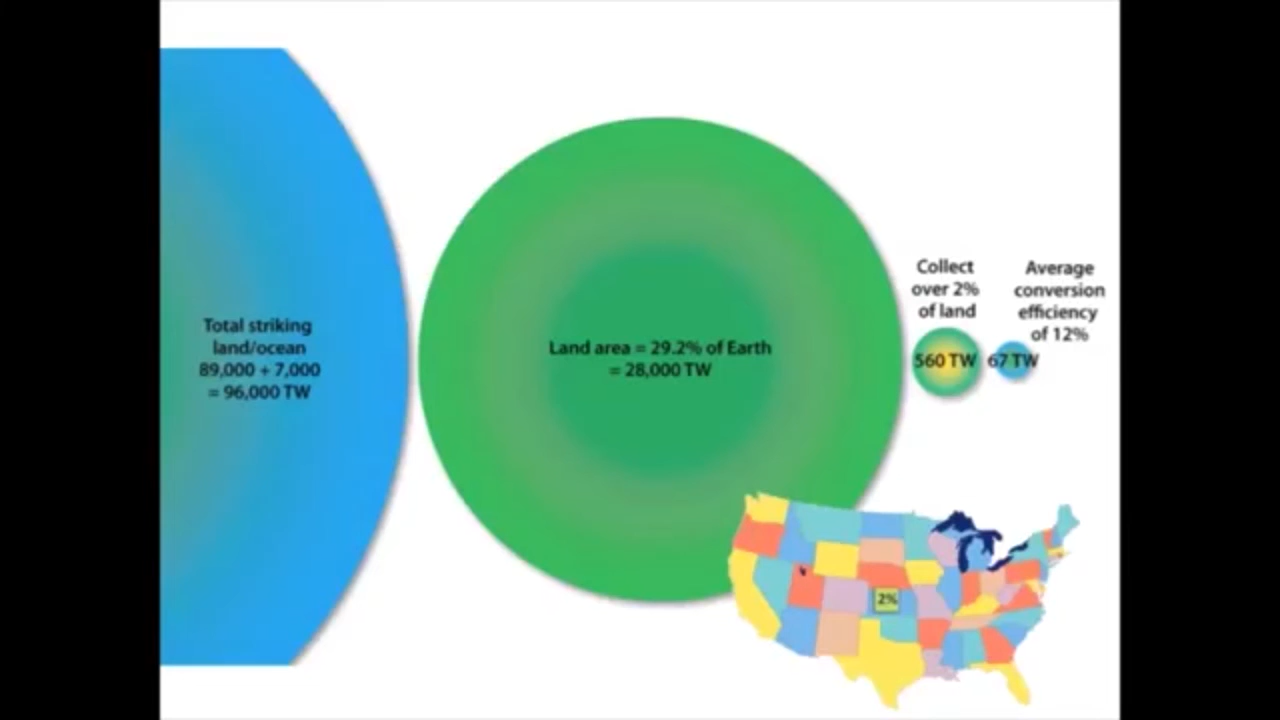 Total striking
land/ocean
89,000 + 7,000
= 96,000 TW
Land area = 29.2% of Earth
= 28,000 TW
Collect
over 2%
of land
560 TW
Average
conversion
efficiency
of 12%
67 TW
2%